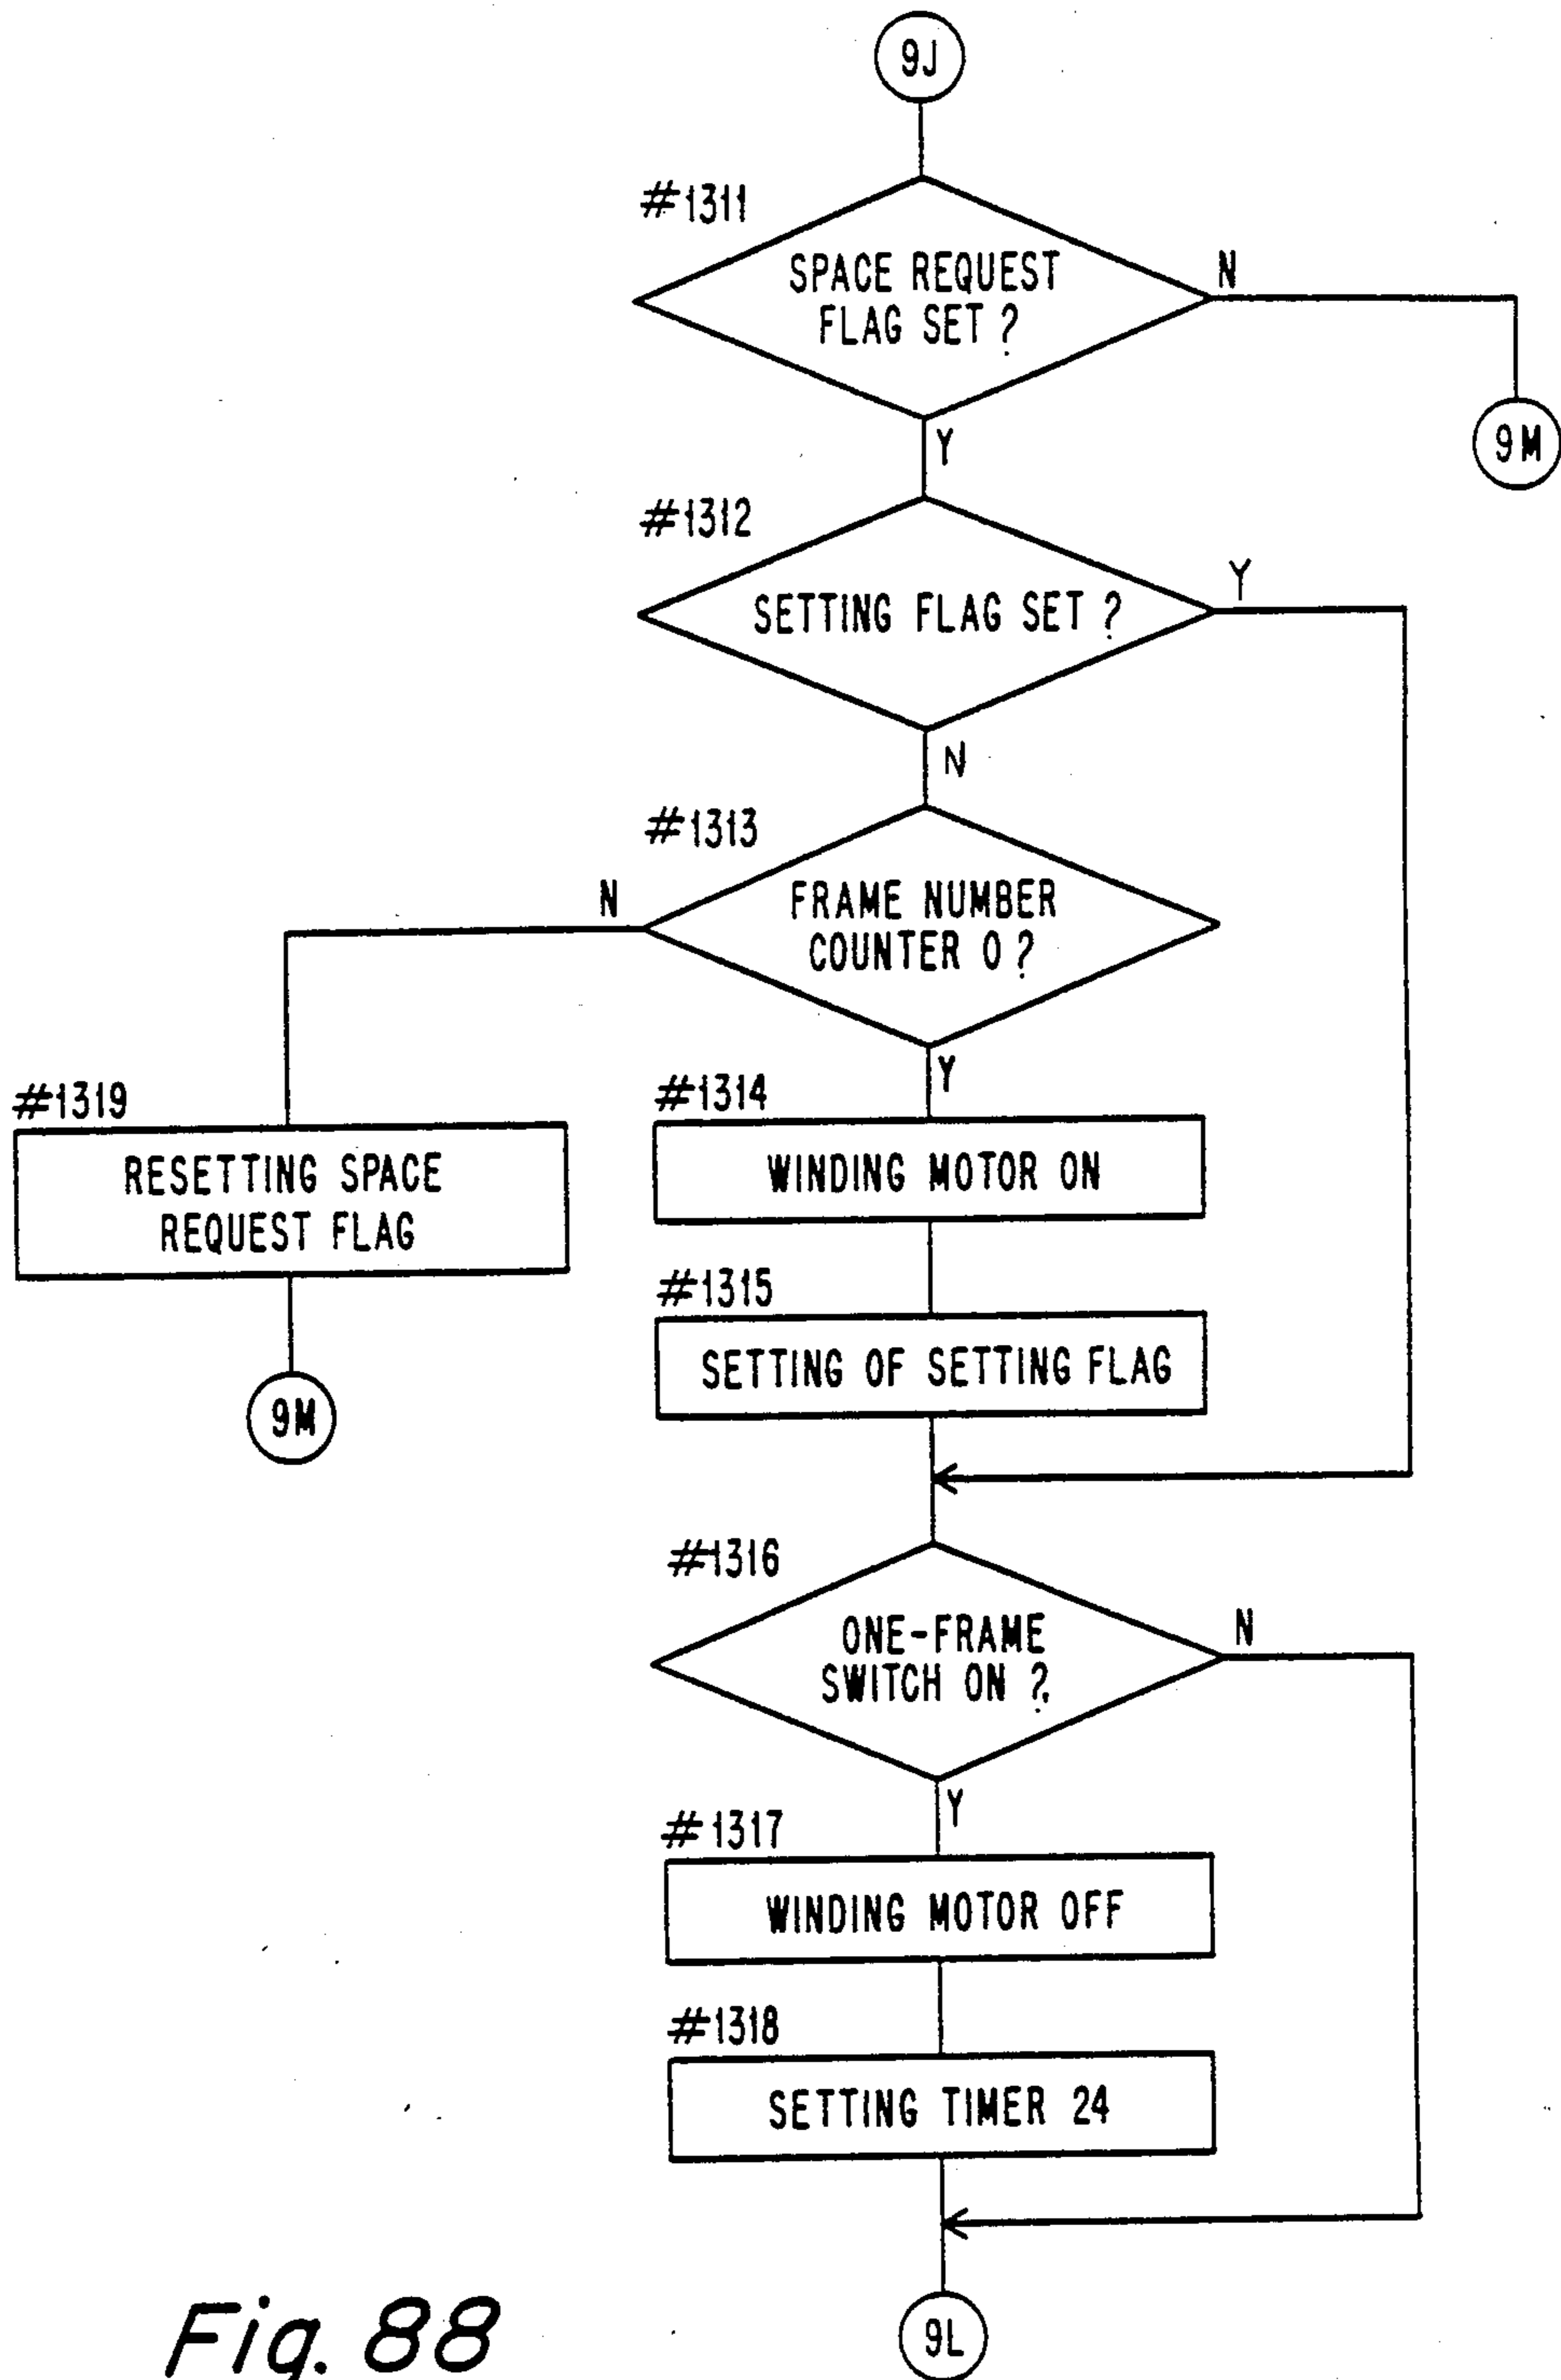 9J
#1311
SPACE REQUEST
FLAG SET ?
N
9M
Y
#1312
SETTING FLAG SET ?
Y
N
#1313
FRAME NUMBER
COUNTER 0 ?
N
Y
#1319
RESETTING SPACE
REQUEST FLAG
9M
#1314
WINDING MOTOR ON
#1315
SETTING OF SETTING FLAG
#1316
ONE-FRAME
SWITCH ON ?
N
Y
#1317
WINDING MOTOR OFF
#1318
SETTING TIMER 24
9L
Fig. 88